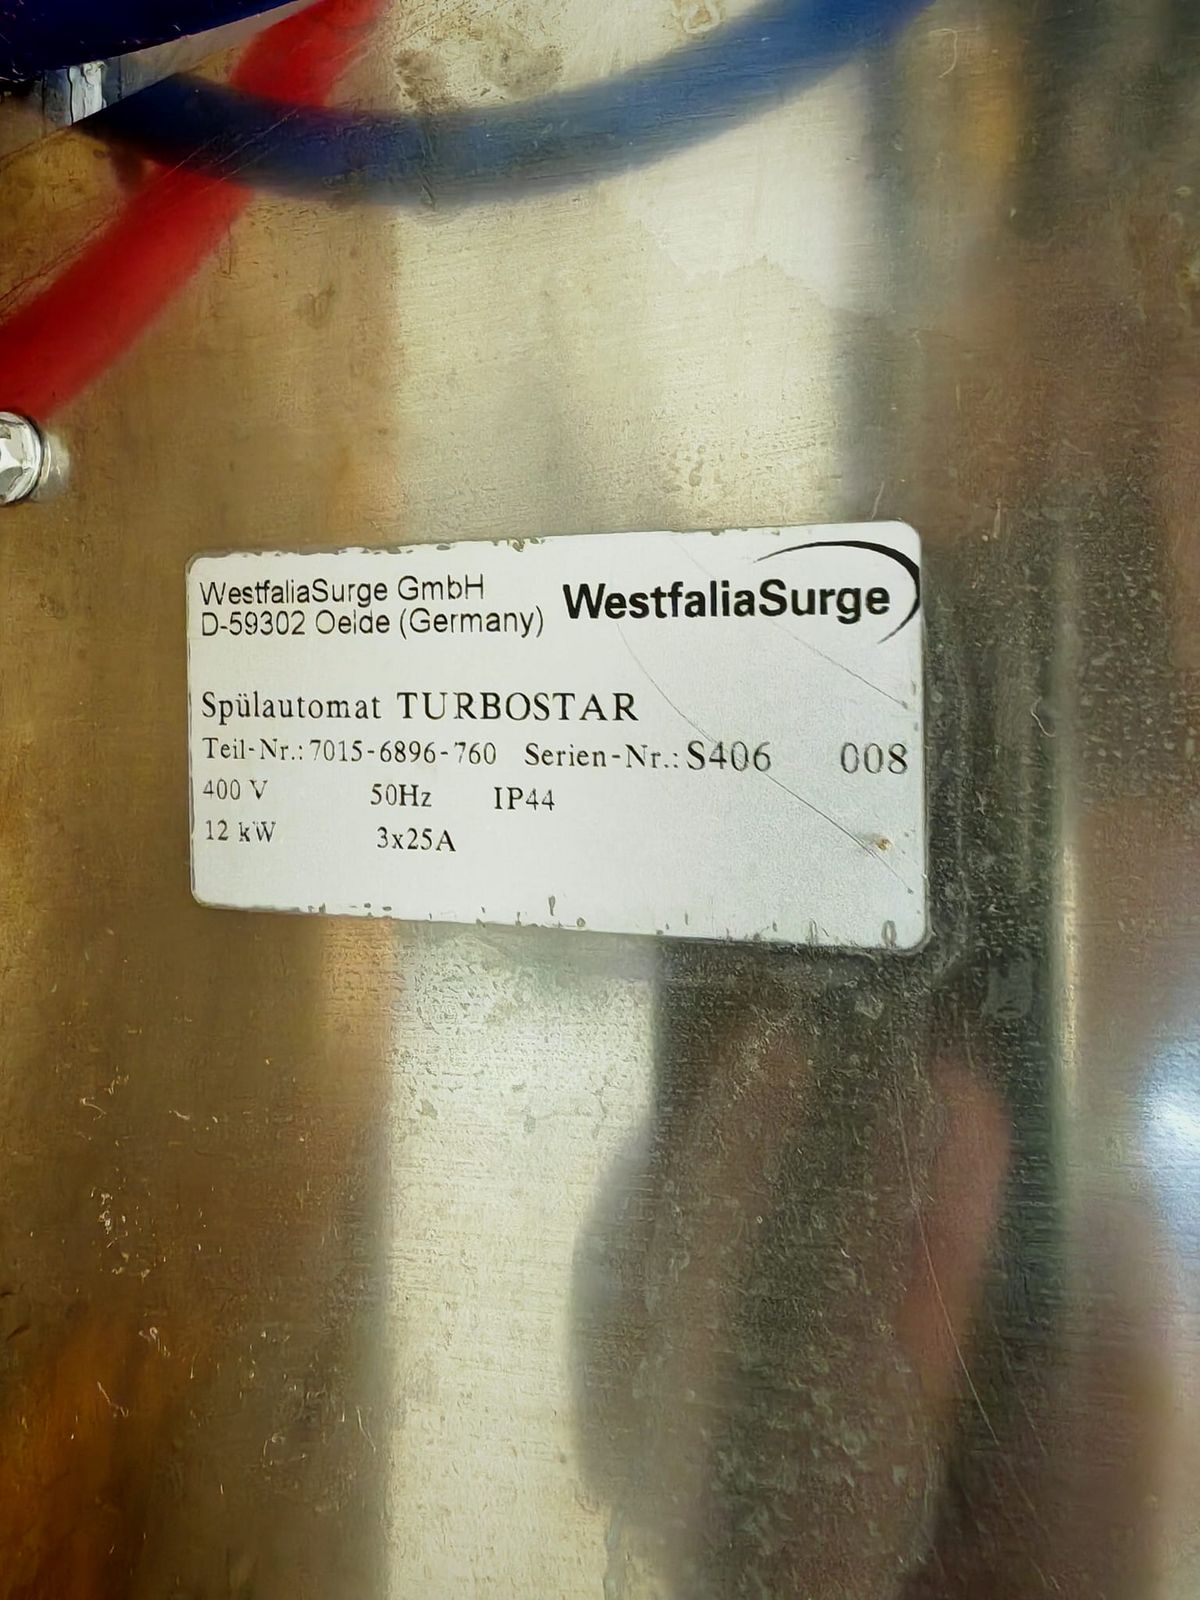 WestfaliaSurge GmbH
D-59302 Oelde (Germany)
WestfaliaSurge
Spülautomat TURBOSTAR
Teil-Nr.: 7015-6896-760 Serien-Nr.: S406 008
400 V 50Hz IP44
12 kW 3x25A